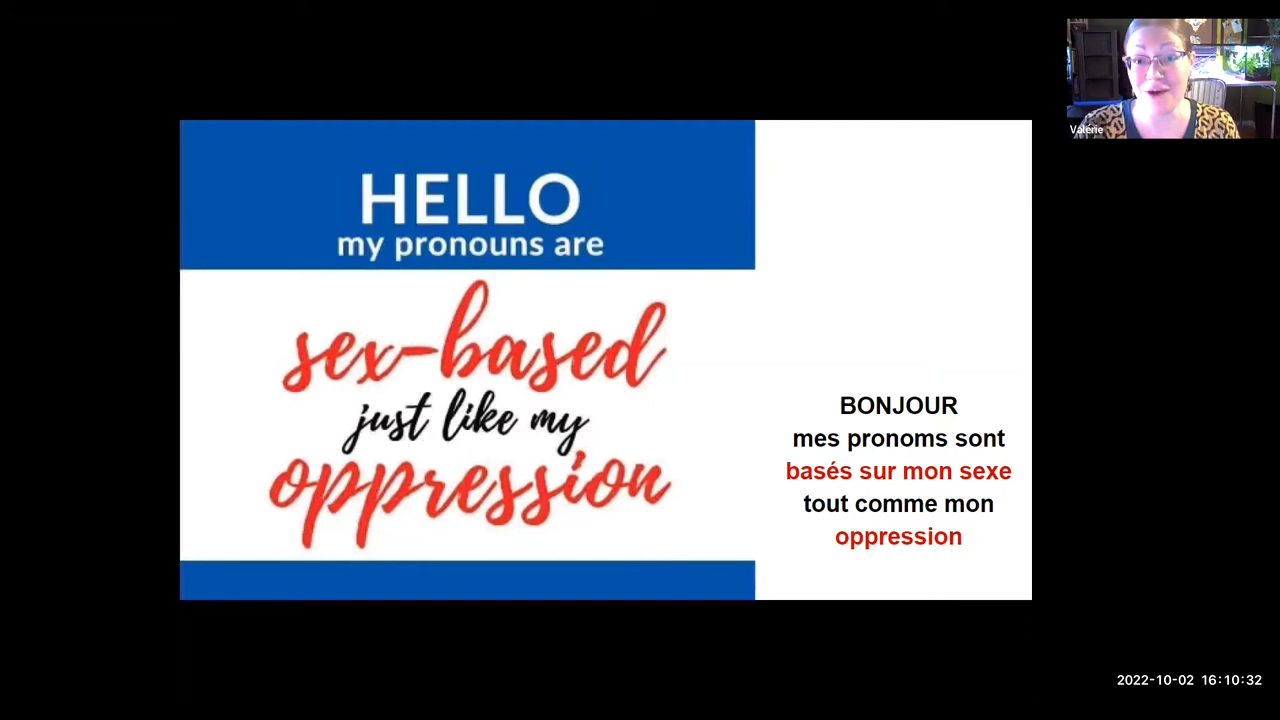 HELLO
my pronouns are
sex-based
just like my
oppression
BONJOUR
mes pronoms sont
basés sur mon sexe
tout comme mon
oppression
Valérie
2022-10-02 16:10:32